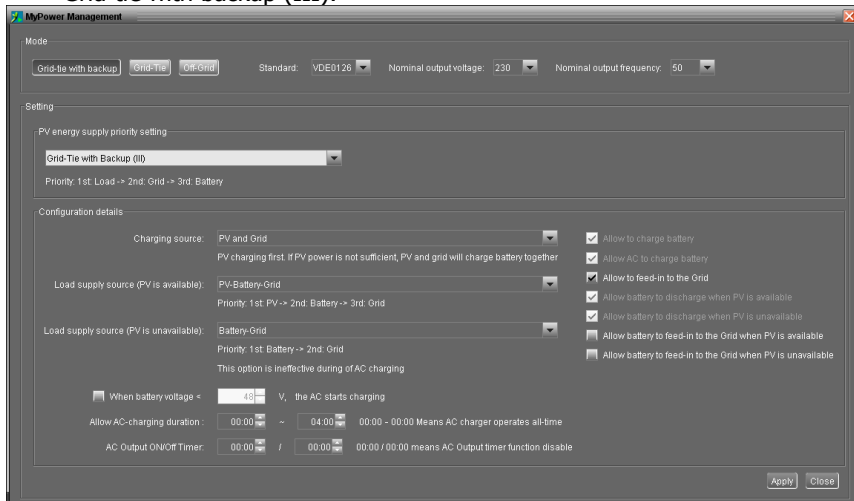 Grid-tie with backup (III):
MyPower Management
Mode
Grid-tie with backup Grid-Tie Off-Grid Standard: VDE0126 Nominal output voltage: 230 Nominal output frequency: 50
Setting
PV energy supply priority setting
Grid-Tie with Backup (III)
Priority: 1st: Load -> 2nd: Grid -> 3rd: Battery
Configuration details
Charging source: PV and Grid
PV charging first. If PV power is not sufficient, PV and grid will charge battery together
Load supply source (PV is available): PV-Battery-Grid
Priority: 1st: PV -> 2nd: Battery -> 3rd: Grid
Load supply source (PV is unavailable): Battery-Grid
Priority: 1st: Battery -> 2nd: Grid
This option is ineffective during of AC charging
When battery voltage < 48 V, the AC starts charging
Allow AC-charging duration : 00:00 ~ 04:00 00:00 - 00:00 Means AC charger operates all-time
AC Output ON/Off Timer: 00:00 / 00:00 00:00 / 00:00 means AC Output timer function disable
Allow to charge battery
Allow AC to charge battery
Allow to feed-in to the Grid
Allow battery to discharge when PV is available
Allow battery to discharge when PV is unavailable
Allow battery to feed-in to the Grid when PV is available
Allow battery to feed-in to the Grid when PV is unavailable
Apply Close